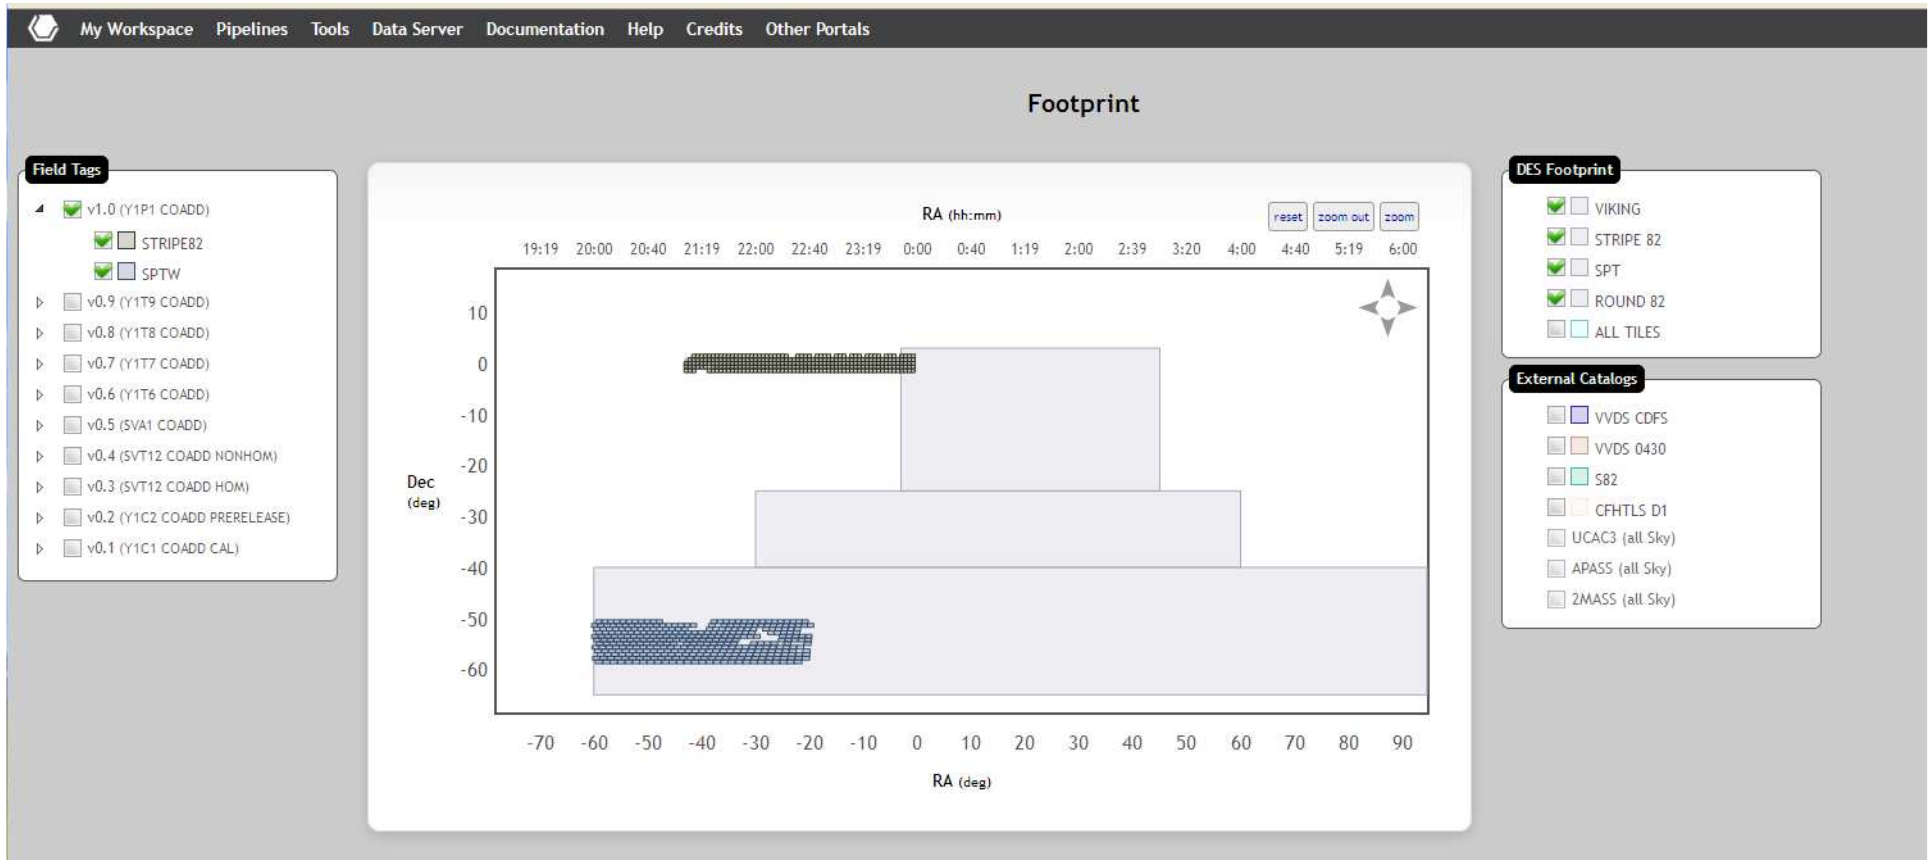 My Workspace Pipelines Tools Data Server Documentation Help Credits Other Portals
Footprint
Field Tags
v1.0 (Y1P1 COADD)
STRIPE82
SPTW
v0.9 (Y1T9 COADD)
v0.8 (Y1T8 COADD)
v0.7 (Y1T7 COADD)
v0.6 (Y1T6 COADD)
v0.5 (SVA1 COADD)
v0.4 (SVT12 COADD NONHOM)
v0.3 (SVT12 COADD HOM)
v0.2 (Y1C2 COADD PRERELEASE)
v0.1 (Y1C1 COADD CAL)
RA (hh:mm)
reset zoom out zoom
19:19 20:00 20:40 21:19 22:00 22:40 23:19 0:00 0:40 1:19 2:00 2:39 3:20 4:00 4:40 5:19 6:00
10
0
-10
-20
Dec
(deg)
-30
-40
-50
-60
-70 -60 -50 -40 -30 -20 -10 0 10 20 30 40 50 60 70 80 90
RA (deg)
DES Footprint
VIKING
STRIPE 82
SPT
ROUND 82
ALL TILES
External Catalogs
VVDS CDFS
VVDS 0430
S82
CFHTLS D1
UCAC3 (all Sky)
APASS (all Sky)
2MASS (all Sky)